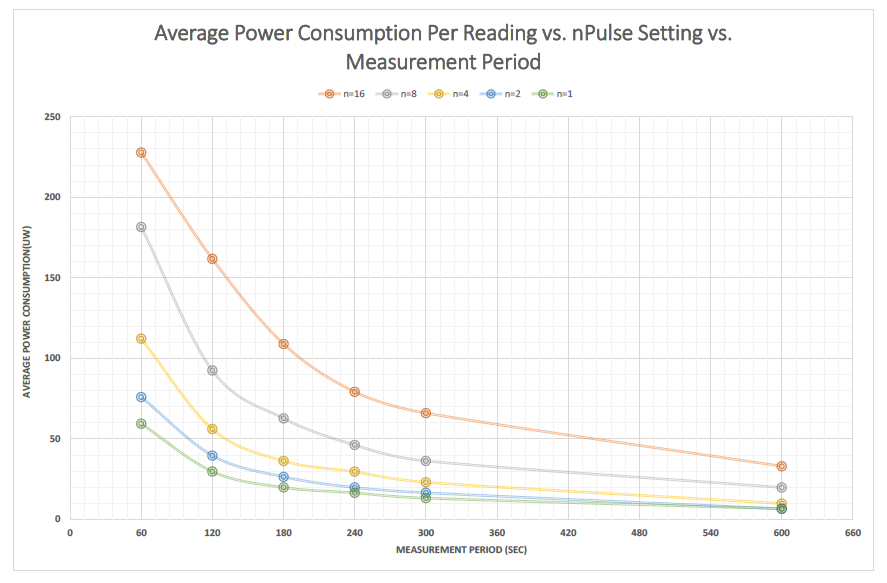 Average Power Consumption Per Reading vs. nPulse Setting vs.
Measurement Period
n=16 n=8 n=4 n=2 n=1
250
200
150
100
50
0
AVERAGE POWER CONSUMPTION(UW)
0 60 120 180 240 300 360 420 480 540 600 660
MEASUREMENT PERIOD (SEC)